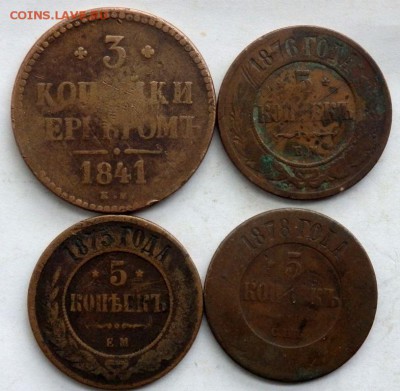 COINS.LAVE
3
КОПѢЙКИ
СЕРЕБРОМЪ
1841
1876 ГОДА
5
КОПѢЕКЪ
1875 ГОДА
5
КОПѢЕКЪ
Е.М
1878 ГОДА
5
КОПѢЕКЪ